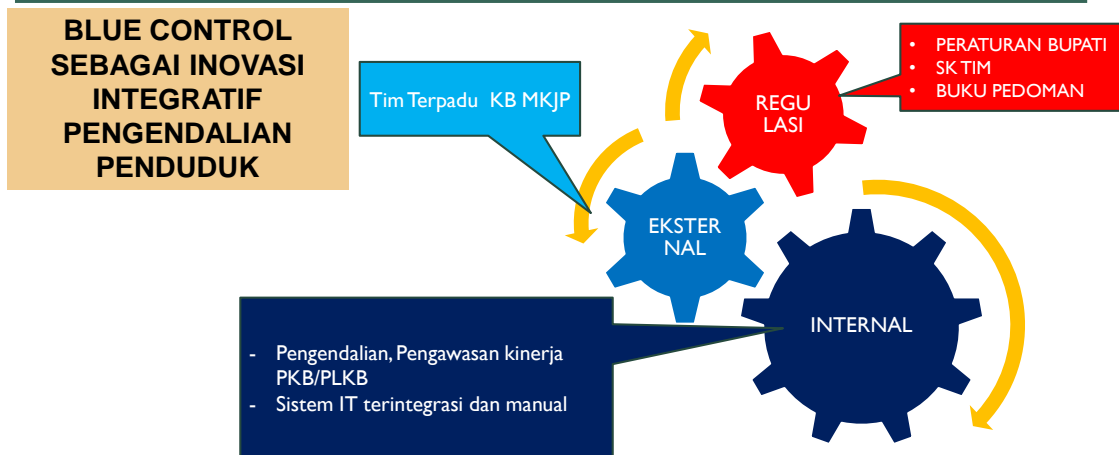 BLUE CONTROL
SEBAGAI INOVASI
INTEGRATIF
PENGENDALIAN
PENDUDUK
Tim Terpadu KB MKJP
REGU
LASI
• PERATURAN BUPATI
• SK TIM
• BUKU PEDOMAN
EKSTER
NAL
INTERNAL
- Pengendalian, Pengawasan kinerja
PKB/PLKB
- Sistem IT terintegrasi dan manual